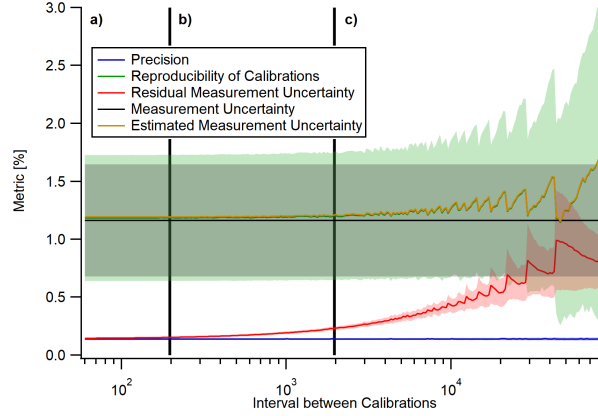 a) b) c)
3.0
2.5
2.0
1.5
1.0
0.5
0.0
Metric [%]
Precision
Reproducibility of Calibrations
Residual Measurement Uncertainty
Measurement Uncertainty
Estimated Measurement Uncertainty
10² 10³ 10⁴
Interval between Calibrations